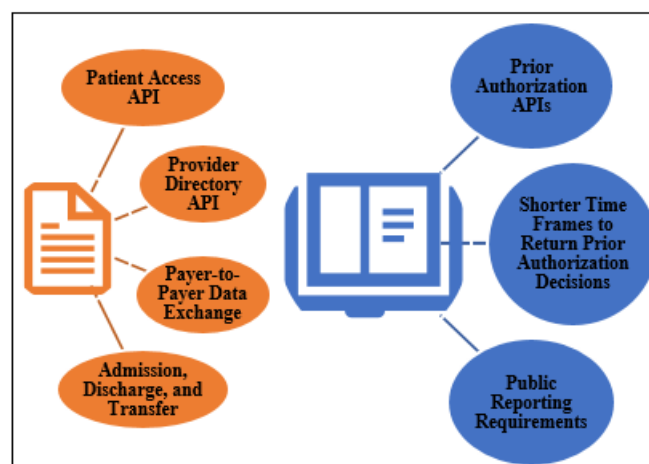 Patient Access
API
Provider
Directory
API
Payer-to-
Payer Data
Exchange
Admission,
Discharge, and
Transfer
Prior
Authorization
APIs
Shorter Time
Frames to
Return Prior
Authorization
Decisions
Public
Reporting
Requirements